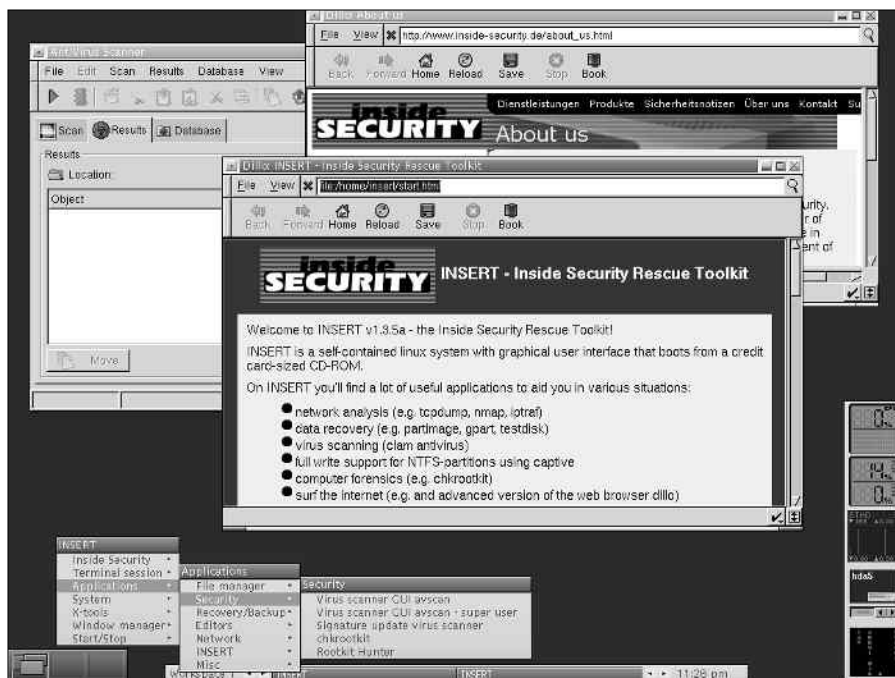 AntiVirus Scanner
File Edit Scan Results Database View
Scan Results Database
Results
Location:
Object
Move
Dillo: About us
File View http://www.inside-security.de/about_us.html
Back Forward Home Reload Save Stop Book
inside SECURITY
Dienstleistungen Produkte Sicherheitsnotizen Über uns Kontakt Su
About us
urity.
r of
e in
ent of
Dillo: INSERT - Inside Security Rescue Toolkit
File View file:/home/insert/start.html
Back Forward Home Reload Save Stop Book
inside SECURITY
INSERT - Inside Security Rescue Toolkit
Welcome to INSERT v1.3.5a - the Inside Security Rescue Toolkit!
INSERT is a self-contained linux system with graphical user interface that boots from a credit
card-sized CD-ROM.
On INSERT you'll find a lot of useful applications to aid you in various situations:
network analysis (e.g. tcpdump, nmap, iptraf)
data recovery (e.g. partimage, gpart, testdisk)
virus scanning (clam antivirus)
full write support for NTFS-partitions using captive
computer forensics (e.g. chkrootkit)
surf the internet (e.g. and advanced version of the web browser dillo)
INSERT
Inside Security
Terminal session
Applications
System
X-tools
Window manager
Start/Stop
Applications
File manager
Security
Recovery/Backup
Editors
Network
INSERT
Misc
Security
Virus scanner GUI avscan
Virus scanner GUI avscan - super user
Signature update virus scanner
chkrootkit
Rootkit Hunter
hda5
Workspace 1 INSERT INSERT 11:28 pm